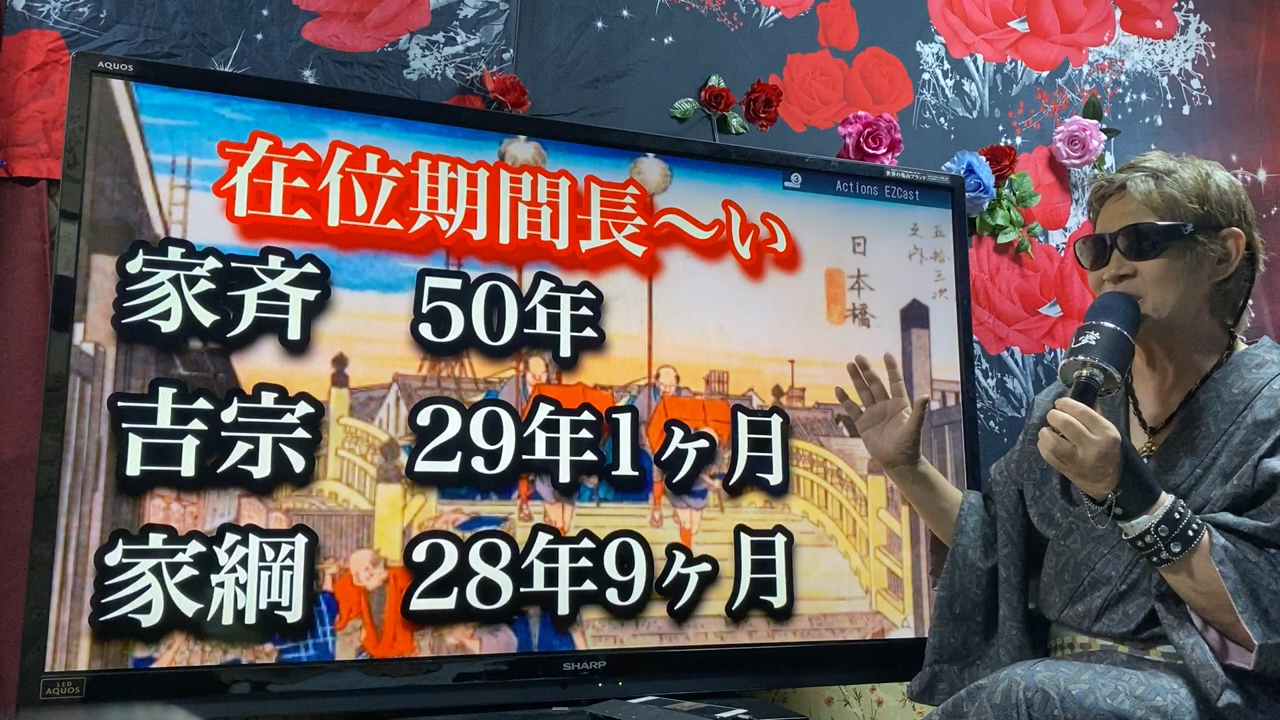 AQUOS
在位期間長〜い
Actions EZCast
家斉 50年
吉宗 29年1ヶ月
家綱 28年9ヶ月
日本橋
SHARP
LED
AQUOS